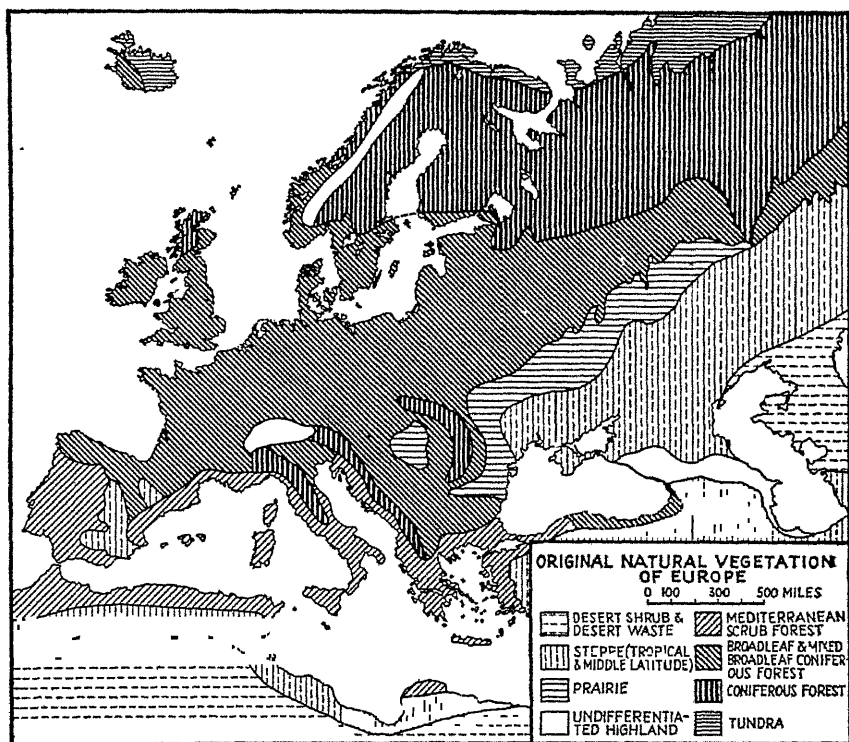 ORIGINAL NATURAL VEGETATION
OF EUROPE
0 100 300 500 MILES
DESERT SHRUB &
DESERT WASTE
STEPPE (TROPICAL
& MIDDLE LATITUDE)
PRAIRIE
UNDIFFERENTIA-
TED HIGHLAND
MEDITERRANEAN
SCRUB FOREST
BROADLEAF & MIXED
BROADLEAF CONIFER-
OUS FOREST
CONIFEROUS FOREST
TUNDRA